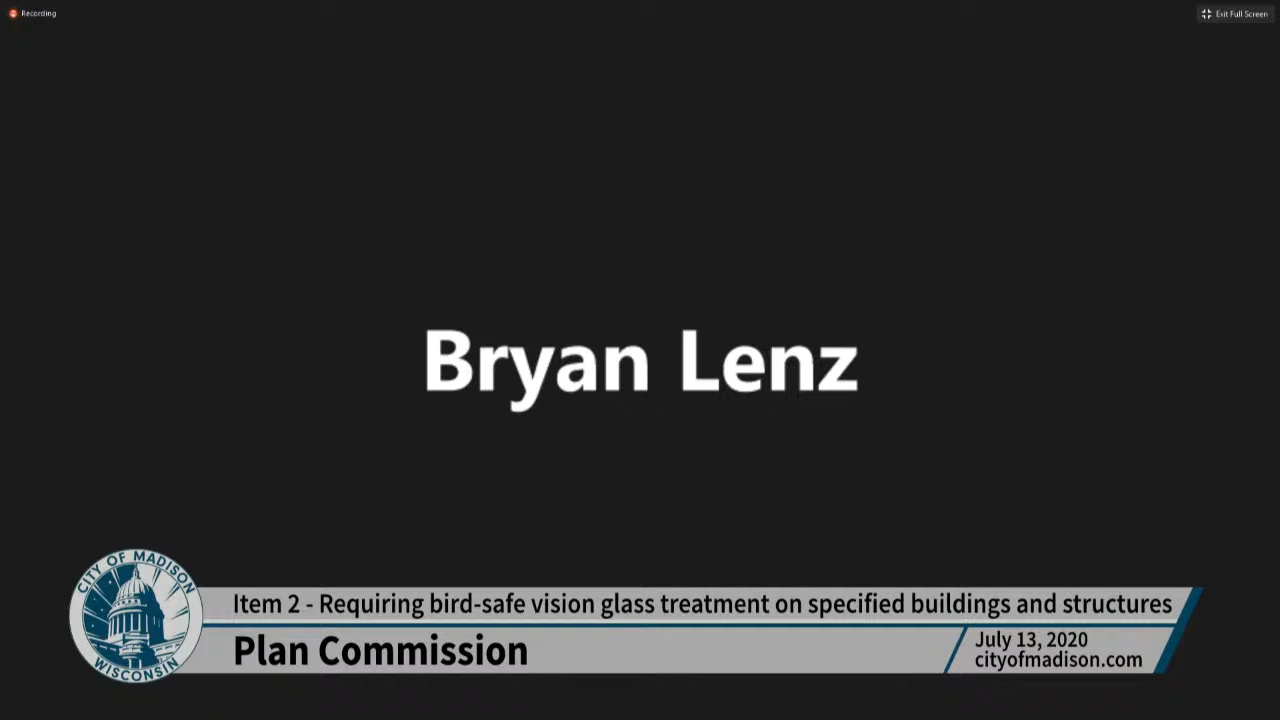 Recording
Exit Full Screen
Bryan Lenz
CITY OF MADISON
WISCONSIN
Item 2 - Requiring bird-safe vision glass treatment on specified buildings and structures
Plan Commission
July 13, 2020
cityofmadison.com